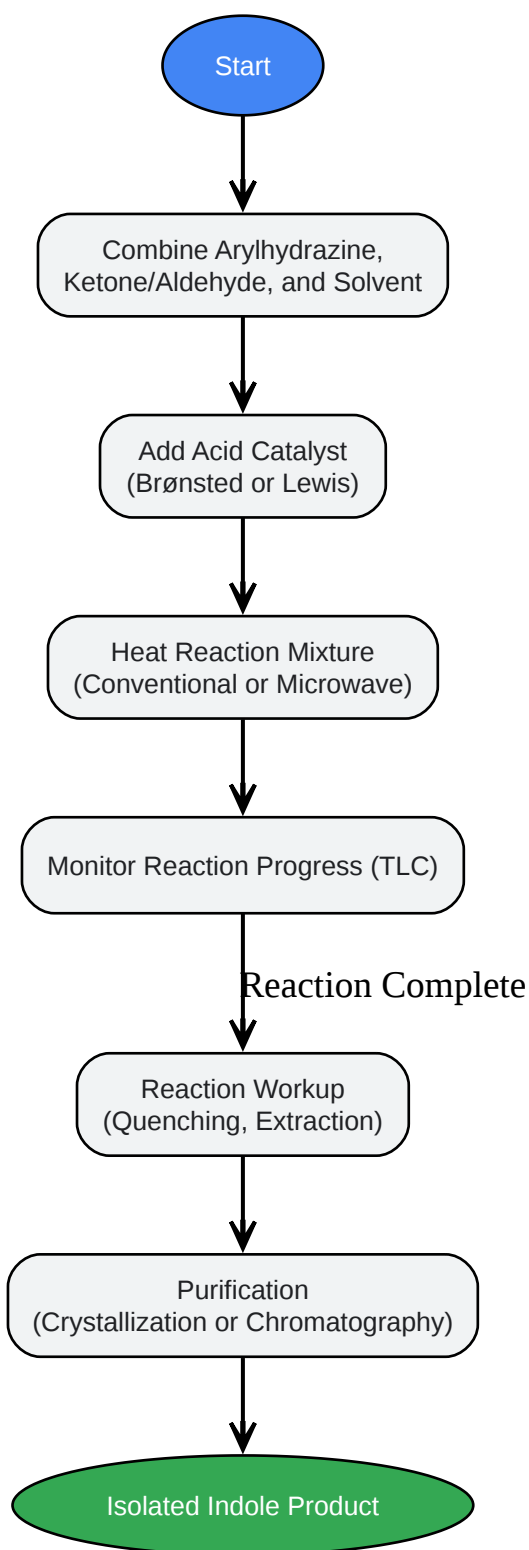 Start
Combine Arylhydrazine,
Ketone/Aldehyde, and Solvent
Add Acid Catalyst
(Brønsted or Lewis)
Heat Reaction Mixture
(Conventional or Microwave)
Monitor Reaction Progress (TLC)
Reaction Complete
Reaction Workup
(Quenching, Extraction)
Purification
(Crystallization or Chromatography)
Isolated Indole Product